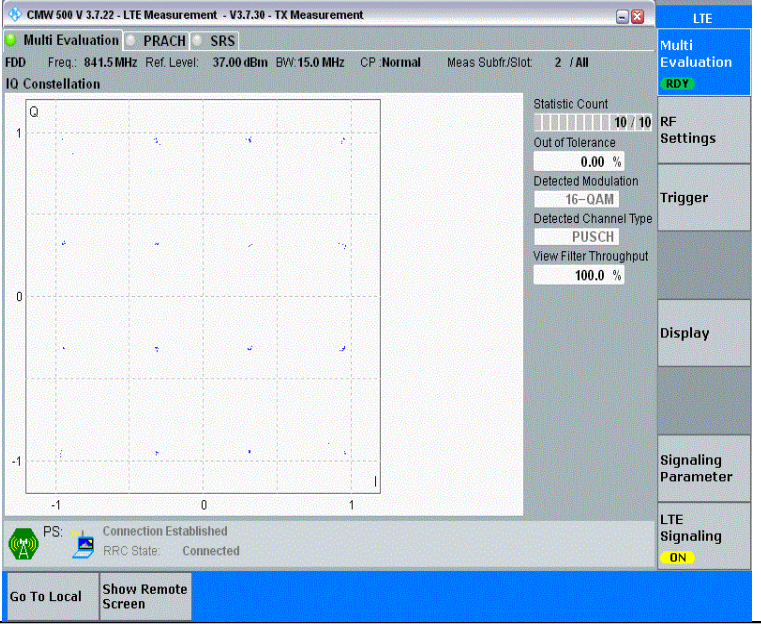 CMW 500 V 3.7.22 - LTE Measurement - V3.7.30 - TX Measurement
LTE
Multi Evaluation PRACH SRS
Multi
Evaluation
RDY
FDD Freq.: 841.5 MHz Ref. Level: 37.00 dBm BW: 15.0 MHz CP :Normal Meas Subfr./Slot: 2 / All
IQ Constellation
Q
1
0
-1
-1 0 1
I
Statistic Count
10 / 10
Out of Tolerance
0.00 %
Detected Modulation
16-QAM
Detected Channel Type
PUSCH
View Filter Throughput
100.0 %
RF
Settings
Trigger
Display
Signaling
Parameter
LTE
Signaling
ON
PS: Connection Established
RRC State: Connected
Go To Local
Show Remote
Screen